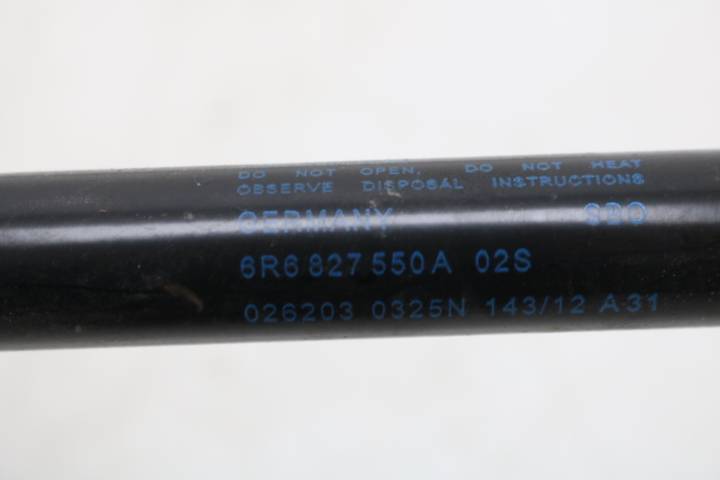 DO NOT OPEN. DO NOT HEAT
OBSERVE DISPOSAL INSTRUCTIONS
GERMANY SBO
6R6 827 550 A 02S
026203 0325N 143/12 A31